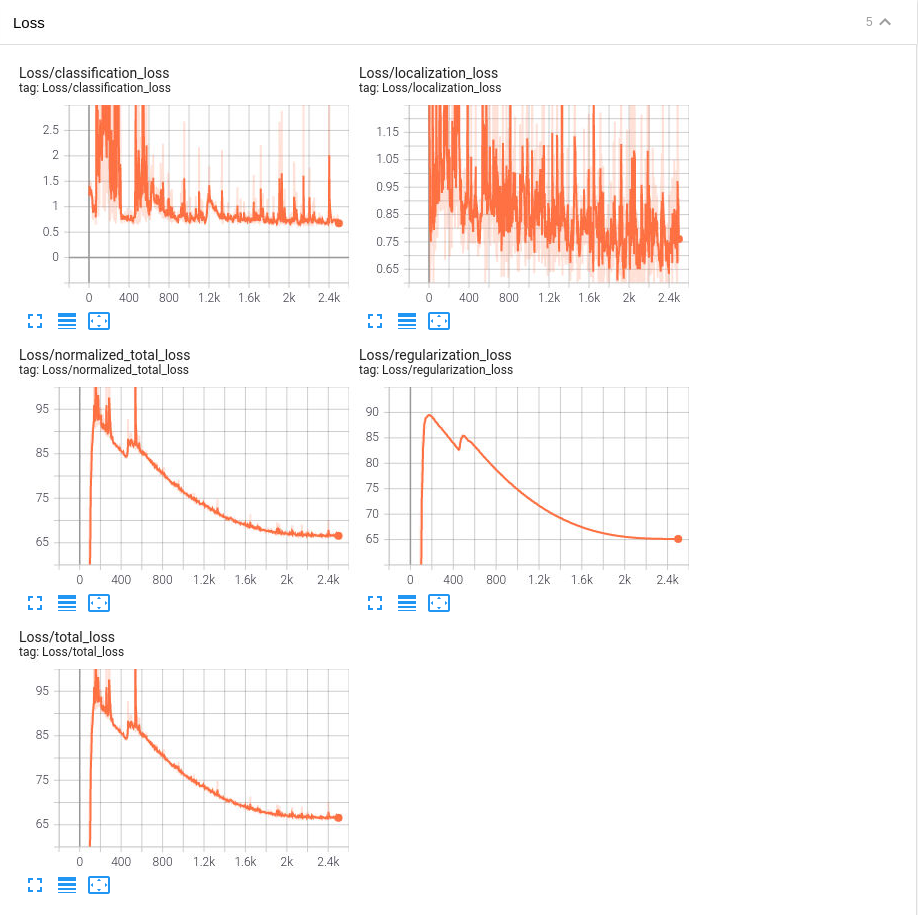 Loss 5
Loss/classification_loss
tag: Loss/classification_loss
2.5
2
1.5
1
0.5
0
0 400 800 1.2k 1.6k 2k 2.4k
Loss/localization_loss
tag: Loss/localization_loss
1.15
1.05
0.95
0.85
0.75
0.65
0 400 800 1.2k 1.6k 2k 2.4k
Loss/normalized_total_loss
tag: Loss/normalized_total_loss
95
85
75
65
0 400 800 1.2k 1.6k 2k 2.4k
Loss/regularization_loss
tag: Loss/regularization_loss
90
85
80
75
70
65
0 400 800 1.2k 1.6k 2k 2.4k
Loss/total_loss
tag: Loss/total_loss
95
85
75
65
0 400 800 1.2k 1.6k 2k 2.4k